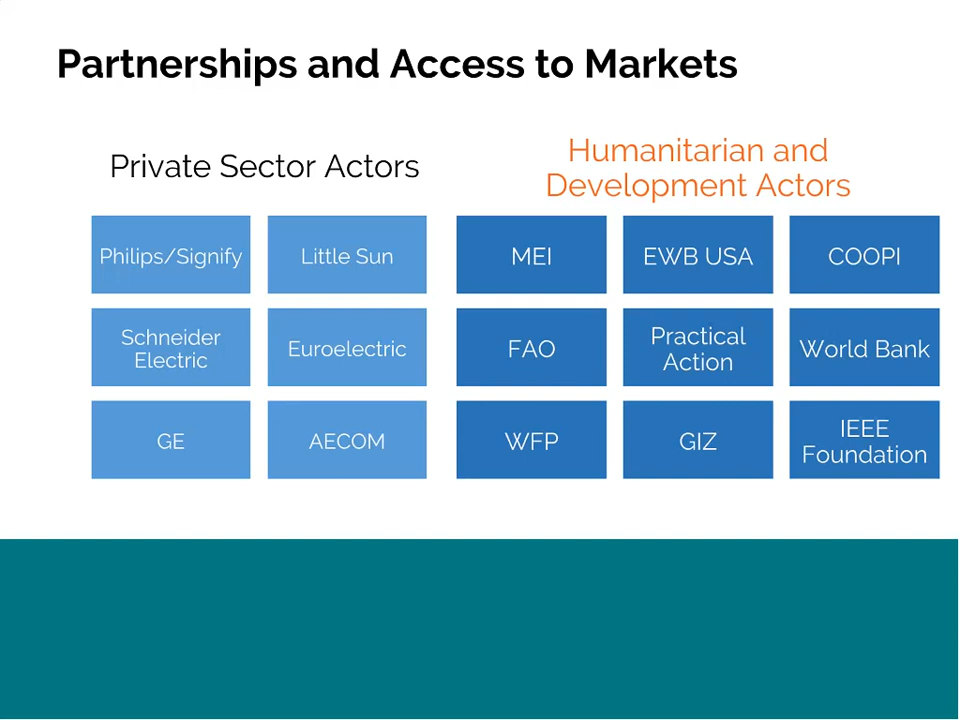 Partnerships and Access to Markets
Private Sector Actors
Philips/Signify
Little Sun
Schneider
Electric
Euroelectric
GE
AECOM
Humanitarian and
Development Actors
MEI
EWB USA
COOPI
FAO
Practical
Action
World Bank
WFP
GIZ
IEEE
Foundation